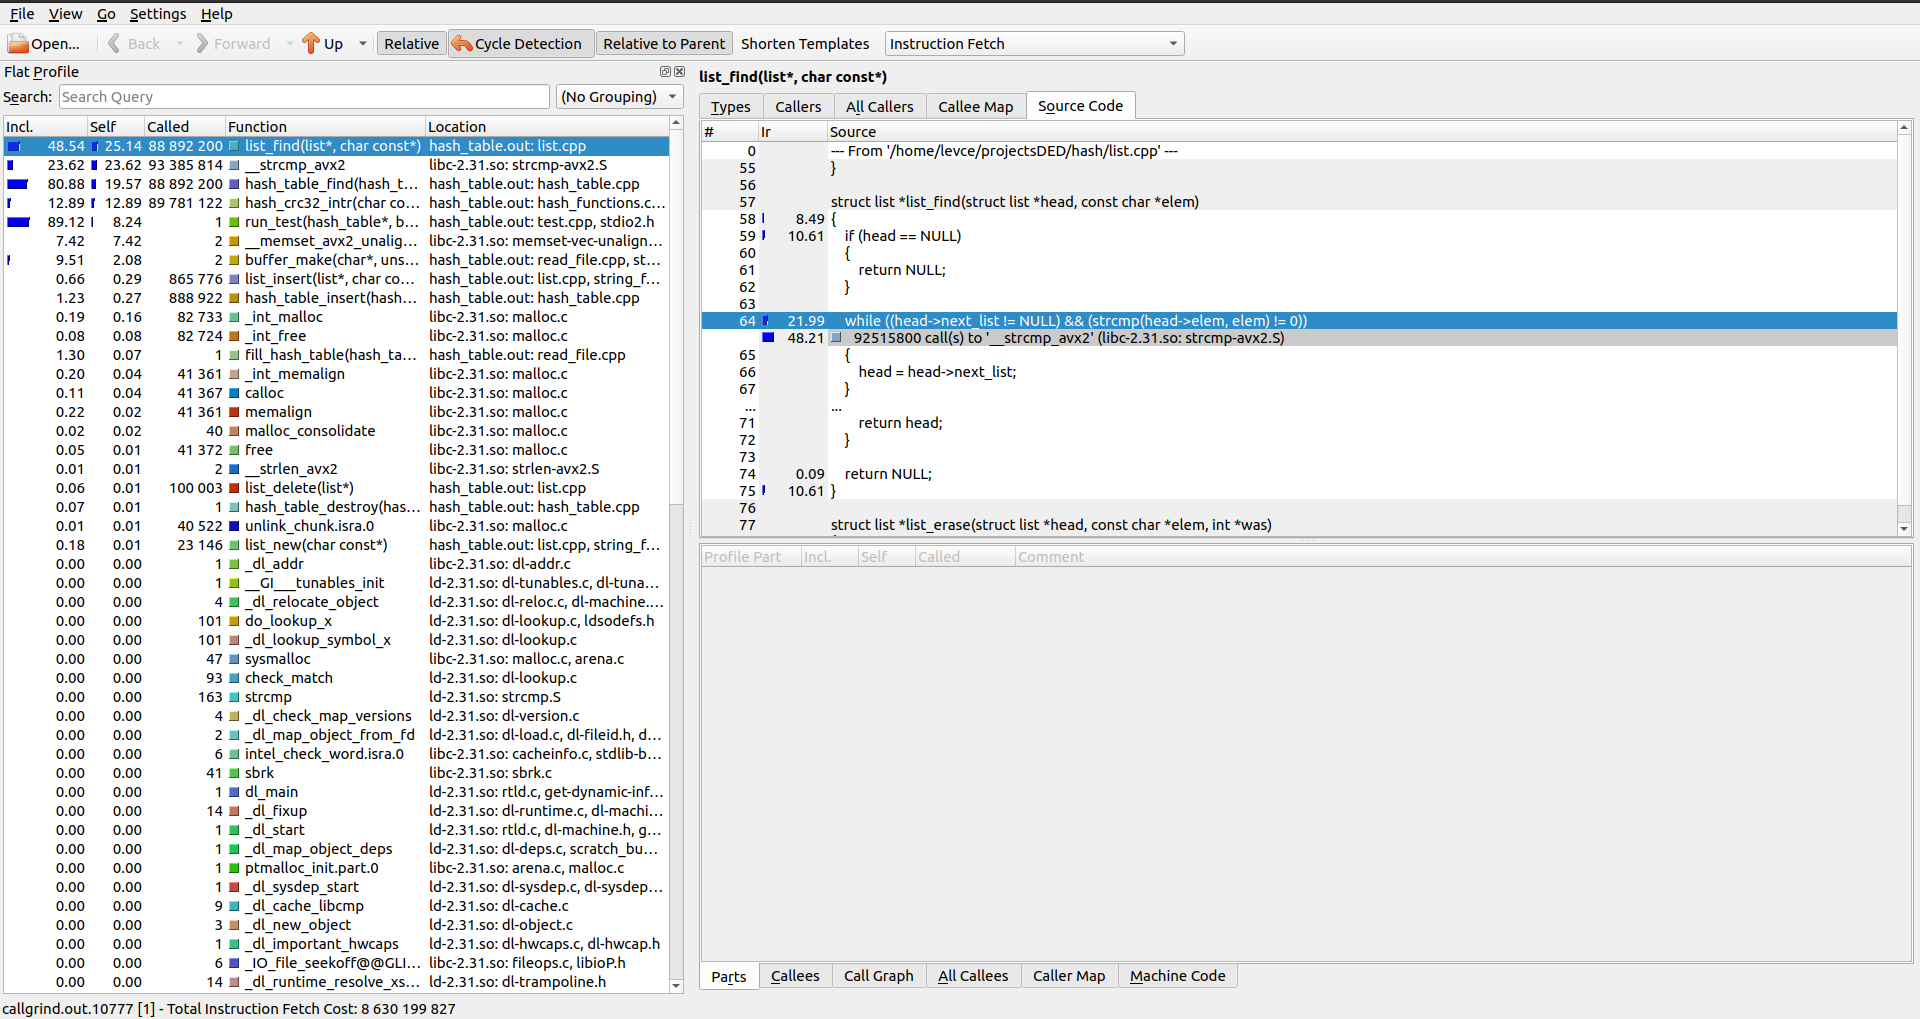 File View Go Settings Help
Open... Back Forward Up Relative Cycle Detection Relative to Parent Shorten Templates Instruction Fetch
Flat Profile
Search: Search Query (No Grouping)
Incl. Self Called Function Location
48.54 25.14 88 892 200 list_find(list*, char const*) hash_table.out: list.cpp
23.62 23.62 93 385 814 __strcmp_avx2 libc-2.31.so: strcmp-avx2.S
80.88 19.57 88 892 200 hash_table_find(hash_t... hash_table.out: hash_table.cpp
12.89 12.89 89 781 122 hash_crc32_intr(char co... hash_table.out: hash_functions.c...
89.12 8.24 1 run_test(hash_table*, b... hash_table.out: test.cpp, stdio2.h
7.42 7.42 2 __memset_avx2_unalig... libc-2.31.so: memset-vec-unalign...
9.51 2.08 2 buffer_make(char*, uns... hash_table.out: read_file.cpp, st...
0.66 0.29 865 776 list_insert(list*, char co... hash_table.out: list.cpp, string_f...
1.23 0.27 888 922 hash_table_insert(hash... hash_table.out: hash_table.cpp
0.19 0.16 82 733 _int_malloc libc-2.31.so: malloc.c
0.08 0.08 82 724 _int_free libc-2.31.so: malloc.c
1.30 0.07 1 fill_hash_table(hash_ta... hash_table.out: read_file.cpp
0.20 0.04 41 361 _int_memalign libc-2.31.so: malloc.c
0.11 0.04 41 367 calloc libc-2.31.so: malloc.c
0.22 0.02 41 361 memalign libc-2.31.so: malloc.c
0.02 0.02 40 malloc_consolidate libc-2.31.so: malloc.c
0.05 0.01 41 372 free libc-2.31.so: malloc.c
0.01 0.01 2 __strlen_avx2 libc-2.31.so: strlen-avx2.S
0.06 0.01 100 003 list_delete(list*) hash_table.out: list.cpp
0.07 0.01 1 hash_table_destroy(has... hash_table.out: hash_table.cpp
0.01 0.01 40 522 unlink_chunk.isra.0 libc-2.31.so: malloc.c
0.18 0.01 23 146 list_new(char const*) hash_table.out: list.cpp, string_f...
0.00 0.00 1 _dl_addr libc-2.31.so: dl-addr.c
0.00 0.00 1 __GI___tunables_init ld-2.31.so: dl-tunables.c, dl-tuna...
0.00 0.00 4 _dl_relocate_object ld-2.31.so: dl-reloc.c, dl-machine....
0.00 0.00 101 do_lookup_x ld-2.31.so: dl-lookup.c, ldsodefs.h
0.00 0.00 101 _dl_lookup_symbol_x ld-2.31.so: dl-lookup.c
0.00 0.00 47 sysmalloc libc-2.31.so: malloc.c, arena.c
0.00 0.00 93 check_match ld-2.31.so: dl-lookup.c
0.00 0.00 163 strcmp ld-2.31.so: strcmp.S
0.00 0.00 4 _dl_check_map_versions ld-2.31.so: dl-version.c
0.00 0.00 2 _dl_map_object_from_fd ld-2.31.so: dl-load.c, dl-fileid.h, d...
0.00 0.00 6 intel_check_word.isra.0 libc-2.31.so: cacheinfo.c, stdlib-b...
0.00 0.00 41 sbrk libc-2.31.so: sbrk.c
0.00 0.00 1 dl_main ld-2.31.so: rtld.c, get-dynamic-inf...
0.00 0.00 14 _dl_fixup ld-2.31.so: dl-runtime.c, dl-machi...
0.00 0.00 1 _dl_start ld-2.31.so: rtld.c, dl-machine.h, g...
0.00 0.00 1 _dl_map_object_deps ld-2.31.so: dl-deps.c, scratch_bu...
0.00 0.00 1 ptmalloc_init.part.0 libc-2.31.so: arena.c, malloc.c
0.00 0.00 1 _dl_sysdep_start ld-2.31.so: dl-sysdep.c, dl-sysdep...
0.00 0.00 9 _dl_cache_libcmp ld-2.31.so: dl-cache.c
0.00 0.00 3 _dl_new_object ld-2.31.so: dl-object.c
0.00 0.00 1 _dl_important_hwcaps ld-2.31.so: dl-hwcaps.c, dl-hwcap.h
0.00 0.00 6 _IO_file_seekoff@@GLI... libc-2.31.so: fileops.c, libioP.h
0.00 0.00 14 _dl_runtime_resolve_xs... ld-2.31.so: dl-trampoline.h
list_find(list*, char const*)
Types Callers All Callers Callee Map Source Code
# Ir Source
0 --- From '/home/levce/projectsDED/hash/list.cpp' ---
55 }
56
57 struct list *list_find(struct list *head, const char *elem)
58 8.49 {
59 10.61 if (head == NULL)
60 {
61 return NULL;
62 }
63
64 21.99 while ((head->next_list != NULL) && (strcmp(head->elem, elem) != 0))
48.21 92515800 call(s) to '__strcmp_avx2' (libc-2.31.so: strcmp-avx2.S)
65 {
66 head = head->next_list;
67 }
... ...
71 return head;
72 }
73
74 0.09 return NULL;
75 10.61 }
76
77 struct list *list_erase(struct list *head, const char *elem, int *was)
Profile Part Incl. Self Called Comment
Parts Callees Call Graph All Callees Caller Map Machine Code
callgrind.out.10777 [1] - Total Instruction Fetch Cost: 8 630 199 827